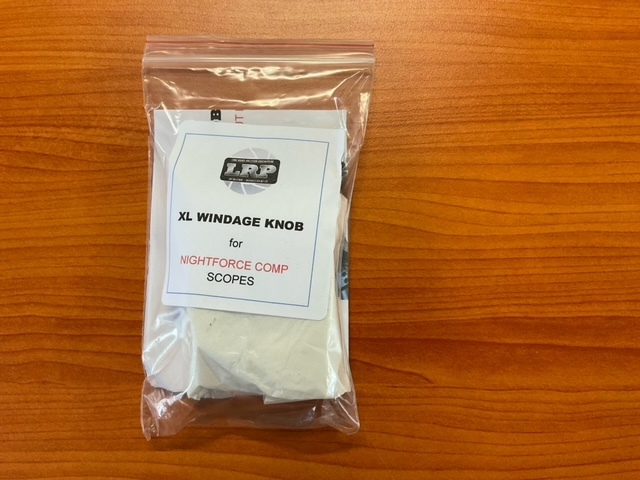 LRP
XL WINDAGE KNOB
for
NIGHTFORCE COMP
SCOPES